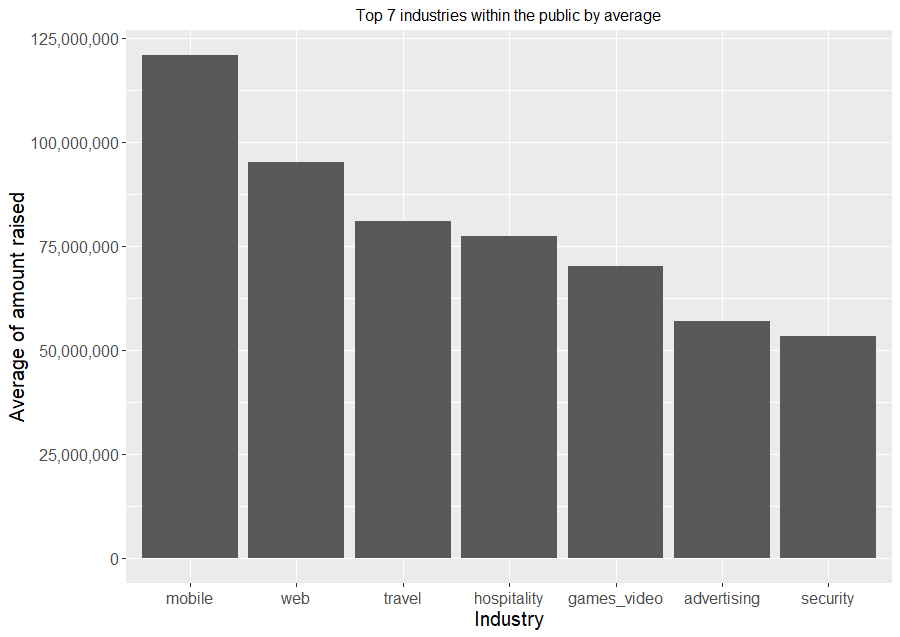 Top 7 industries within the public by average
Average of amount raised
125,000,000
100,000,000
75,000,000
50,000,000
25,000,000
0
mobile web travel hospitality games_video advertising security
Industry